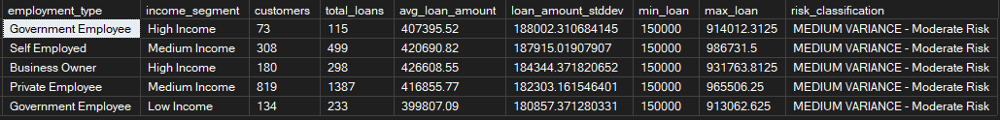 employment_type income_segment customers total_loans avg_loan_amount loan_amount_stddev min_loan max_loan risk_classification
Government Employee High Income 73 115 407395.52 188002.310684145 150000 914012.3125 MEDIUM VARIANCE - Moderate Risk
Self Employed Medium Income 308 499 420690.82 187915.01907907 150000 986731.5 MEDIUM VARIANCE - Moderate Risk
Business Owner High Income 180 298 426608.55 184344.371820652 150000 931763.8125 MEDIUM VARIANCE - Moderate Risk
Private Employee Medium Income 819 1387 416855.77 182303.161546401 150000 965506.25 MEDIUM VARIANCE - Moderate Risk
Government Employee Low Income 134 233 399807.09 180857.371280331 150000 913062.625 MEDIUM VARIANCE - Moderate Risk